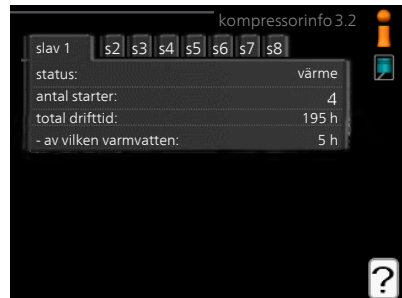 kompressorinfo 3.2
slav 1 s2 s3 s4 s5 s6 s7 s8
status: värme
antal starter: 4
total drifttid: 195 h
- av vilken varmvatten: 5 h
?